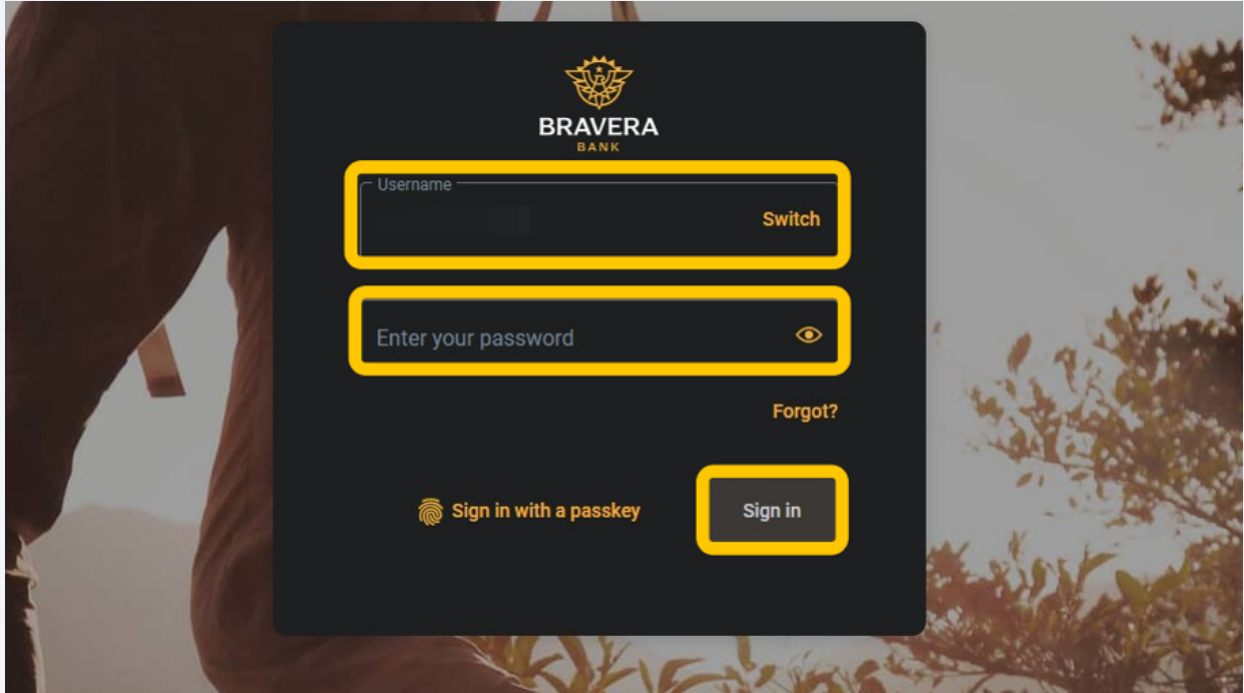 BRAVERA
BANK
Username
Switch
Enter your password
Forgot?
Sign in with a passkey
Sign in